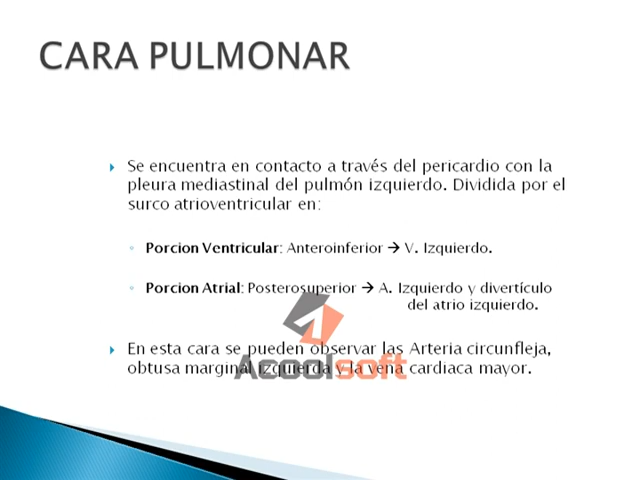 CARA PULMONAR
Se encuentra en contacto a través del pericardio con la
pleura mediastinal del pulmón izquierdo. Dividida por el
surco atrioventricular en:
Porcion Ventricular: Anteroinferior → V. Izquierdo.
Porcion Atrial: Posterosuperior → A. Izquierdo y divertículo
del atrio izquierdo.
En esta cara se pueden observar las Arteria circunfleja,
obtusa marginal izquierda y la vena cardiaca mayor.
Acoolsoft